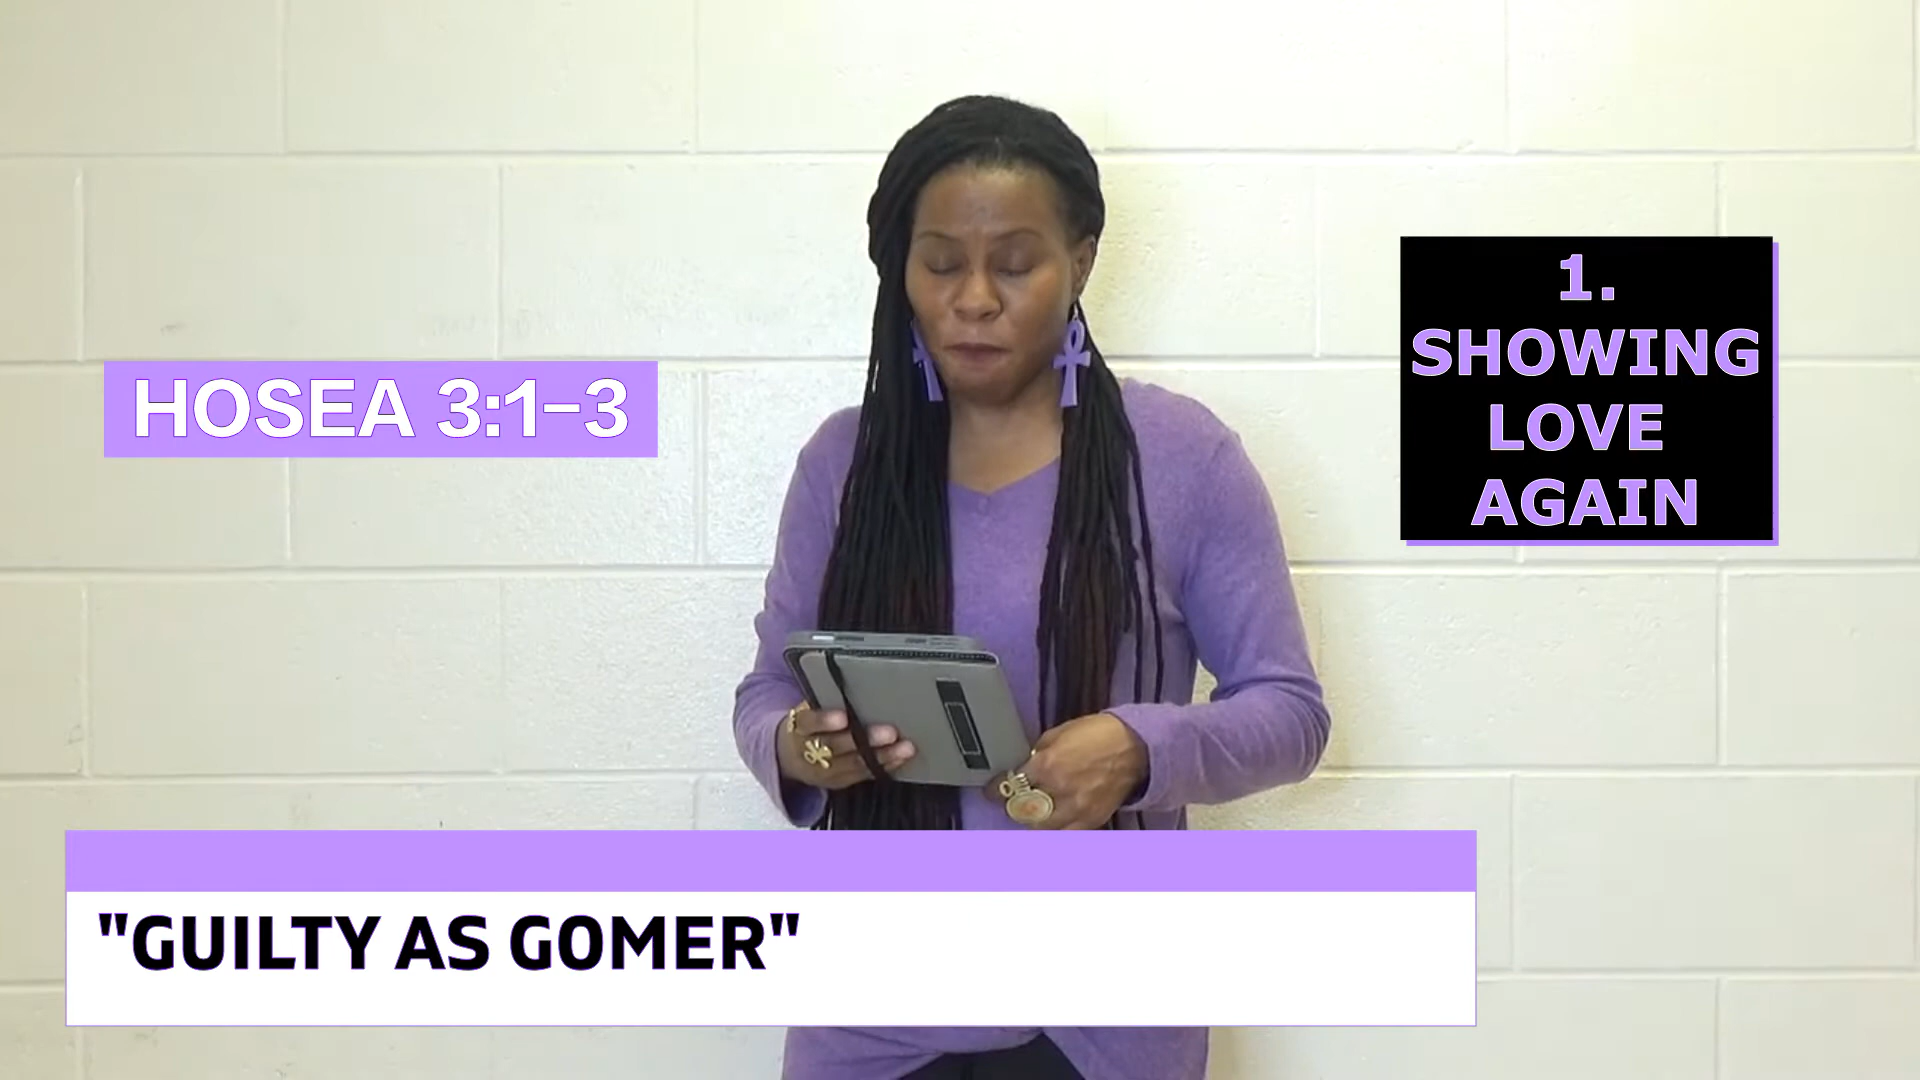 HOSEA 3:1–3
1.
SHOWING
LOVE
AGAIN
"GUILTY AS GOMER"